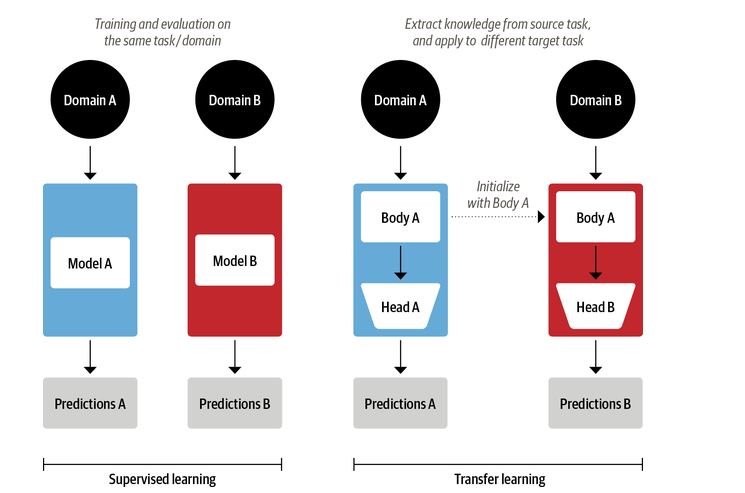 Training and evaluation on
the same task/domain
Extract knowledge from source task,
and apply to different target task
Domain A
Domain B
Domain A
Domain B
Initialize
with Body A
Model A
Model B
Body A
Body A
Head A
Head B
Predictions A
Predictions B
Predictions A
Predictions B
Supervised learning
Transfer learning